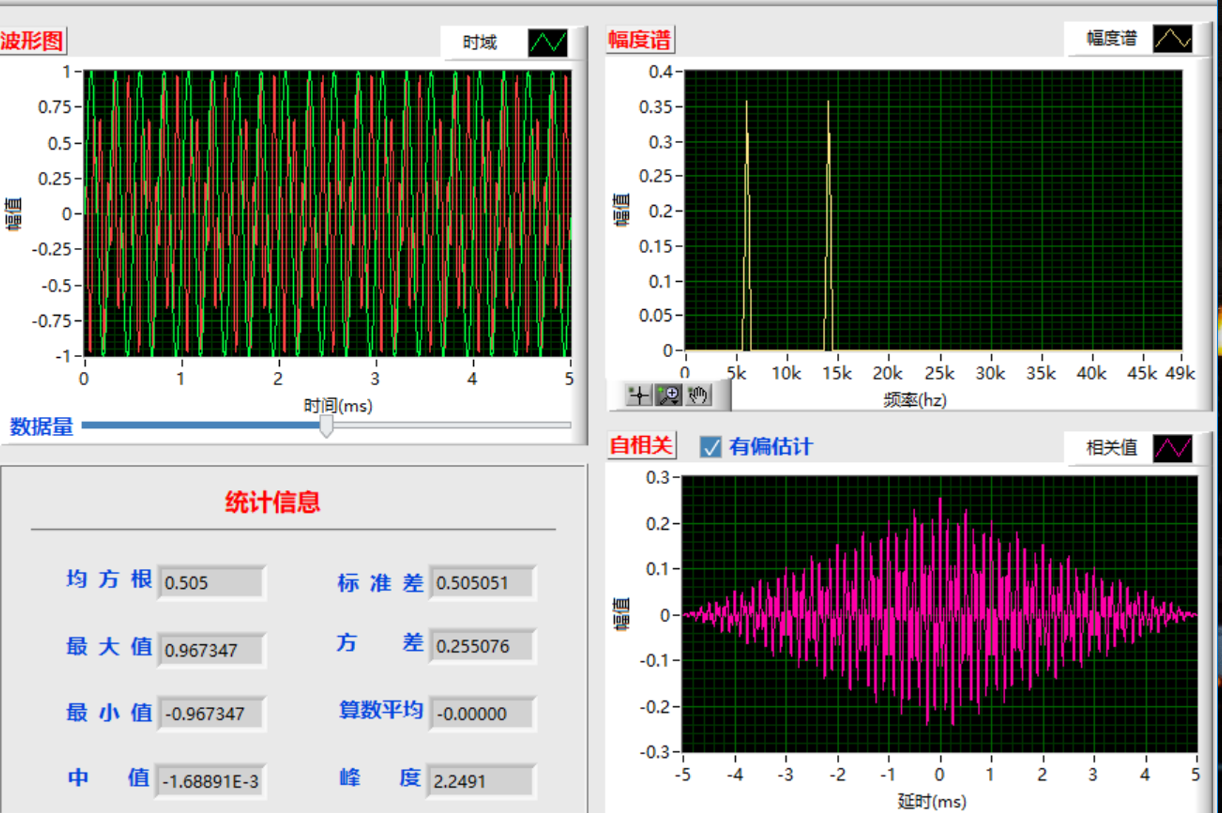 波形图
时域
1
0.75
0.5
0.25
0
-0.25
-0.5
-0.75
-1
幅值
0 1 2 3 4 5
时间(ms)
数据量
幅度谱
幅度谱
0.4
0.35
0.3
0.25
0.2
0.15
0.1
0.05
0
幅值
0 5k 10k 15k 20k 25k 30k 35k 40k 45k 49k
频率(hz)
统计信息
均方根 0.505 标准差 0.505051
最大值 0.967347 方差 0.255076
最小值 -0.967347 算数平均 -0.00000
中值 -1.68891E-3 峰度 2.2491
自相关
有偏估计
相关值
0.3
0.2
0.1
0
-0.1
-0.2
-0.3
幅值
-5 -4 -3 -2 -1 0 1 2 3 4 5
延时(ms)